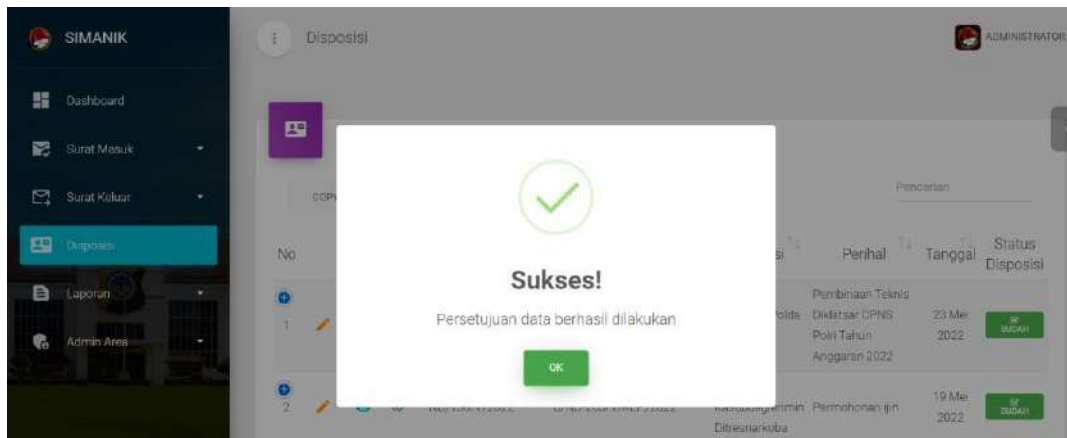 SIMANIK
Disposisi
ADMINISTRATOR
Dashboard
Surat Masuk
Surat Keluar
Disposisi
Laporan
Admin Area
COPY
Pencarian
No
Perihal
Tanggal
Status
Disposisi
Sukses!
Persetujuan data berhasil dilakukan
OK
1
Polda
Pembinaan Teknis
Diklatsar CPNS
Polri Tahun
Anggaran 2022
23 Mei
2022
SUDAH
2
Permohonan ijin
Ditresnarkoba
19 Mei
2022
SUDAH